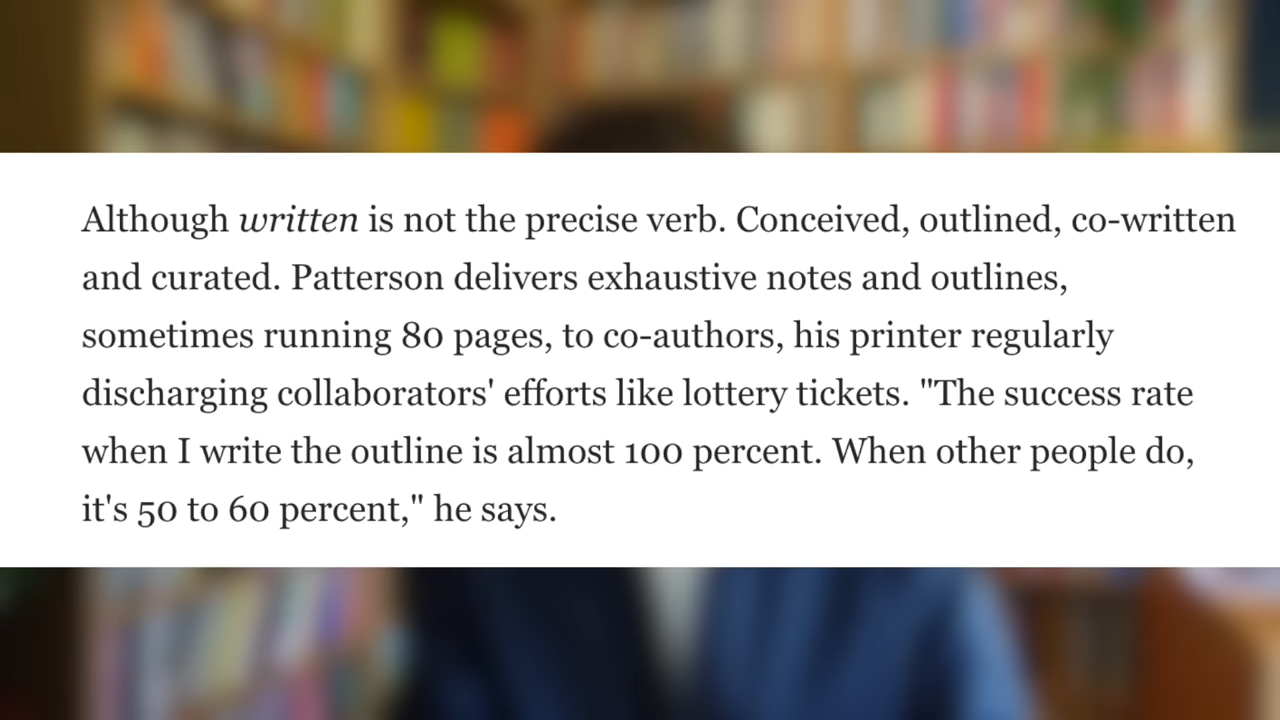 Although written is not the precise verb. Conceived, outlined, co-written
and curated. Patterson delivers exhaustive notes and outlines,
sometimes running 80 pages, to co-authors, his printer regularly
discharging collaborators' efforts like lottery tickets. "The success rate
when I write the outline is almost 100 percent. When other people do,
it's 50 to 60 percent," he says.